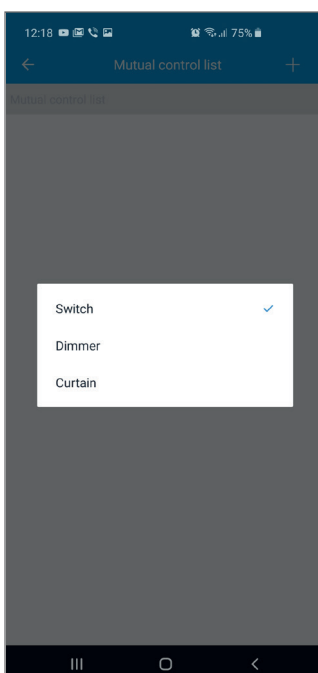 12:18 75%
Mutual control list
Mutual control list
Switch
Dimmer
Curtain